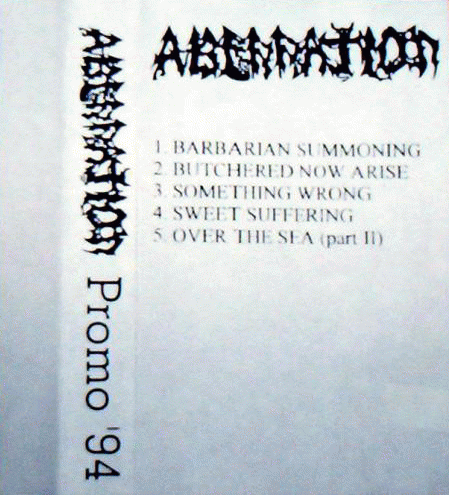 ABERRATION
1. BARBARIAN SUMMONING
2. BUTCHERED NOW ARISE
3. SOMETHING WRONG
4. SWEET SUFFERING
5. OVER THE SEA (part II)
ABERRATION Promo '94